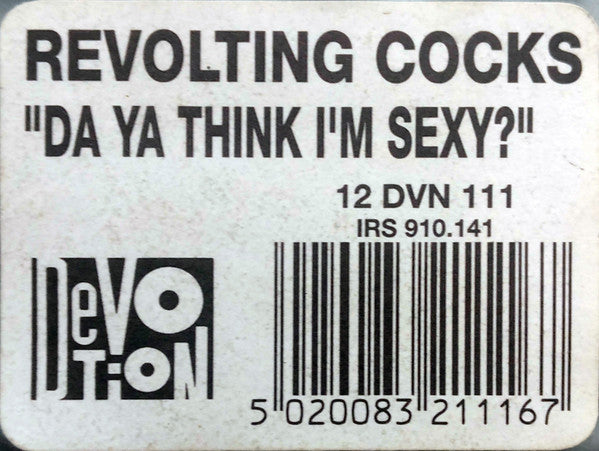 REVOLTING COCKS
"DA YA THINK I'M SEXY?"
12 DVN 111
IRS 910.141
DeVOTiON
5 020083 211167